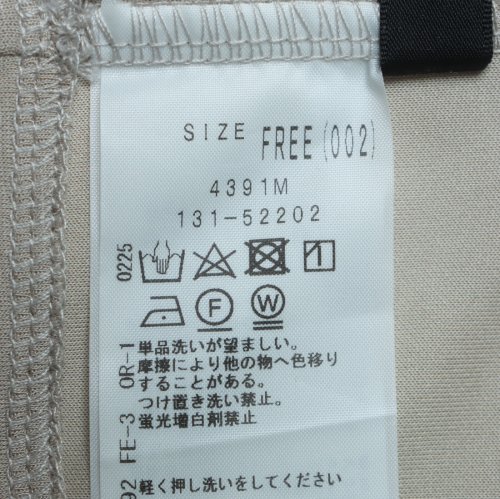 SIZE FREE(002)
4391M
131-52202
0225
1
F W
OR-1
単品洗いが望ましい。
摩擦により他の物へ色移り
することがある。
FE-3
つけ置き洗い禁止
蛍光増白剤禁止
92
軽く押し洗いをしてください